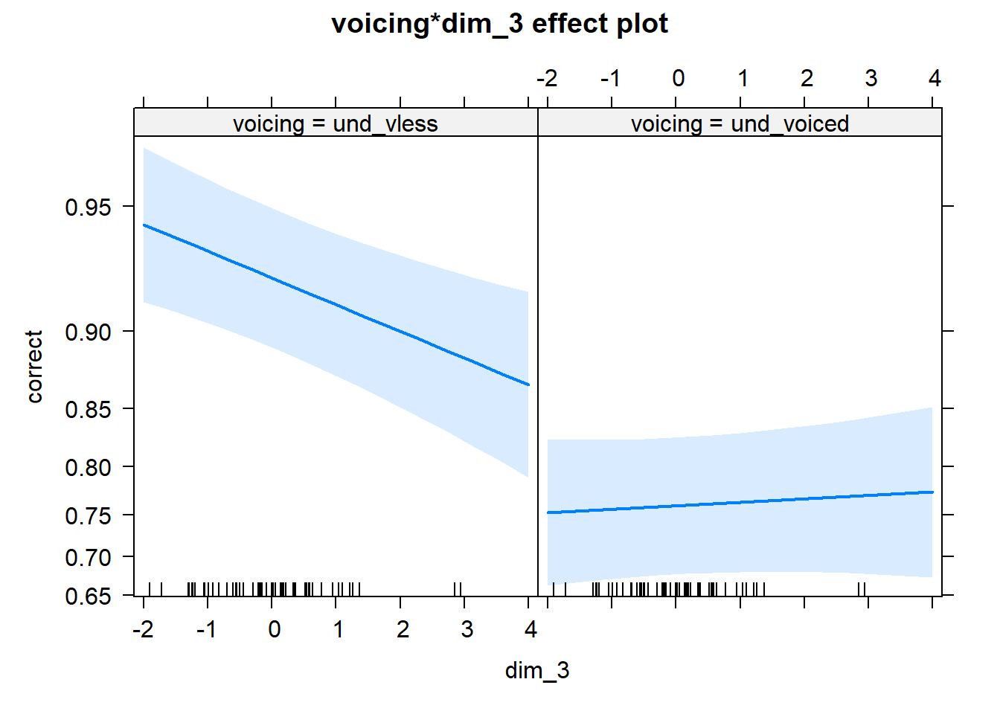 voicing*dim_3 effect plot
-2 -1 0 1 2 3 4
voicing = und_vless voicing = und_voiced
0.95
0.90
correct
0.85
0.80
0.75
0.70
0.65
-2 -1 0 1 2 3 4
dim_3